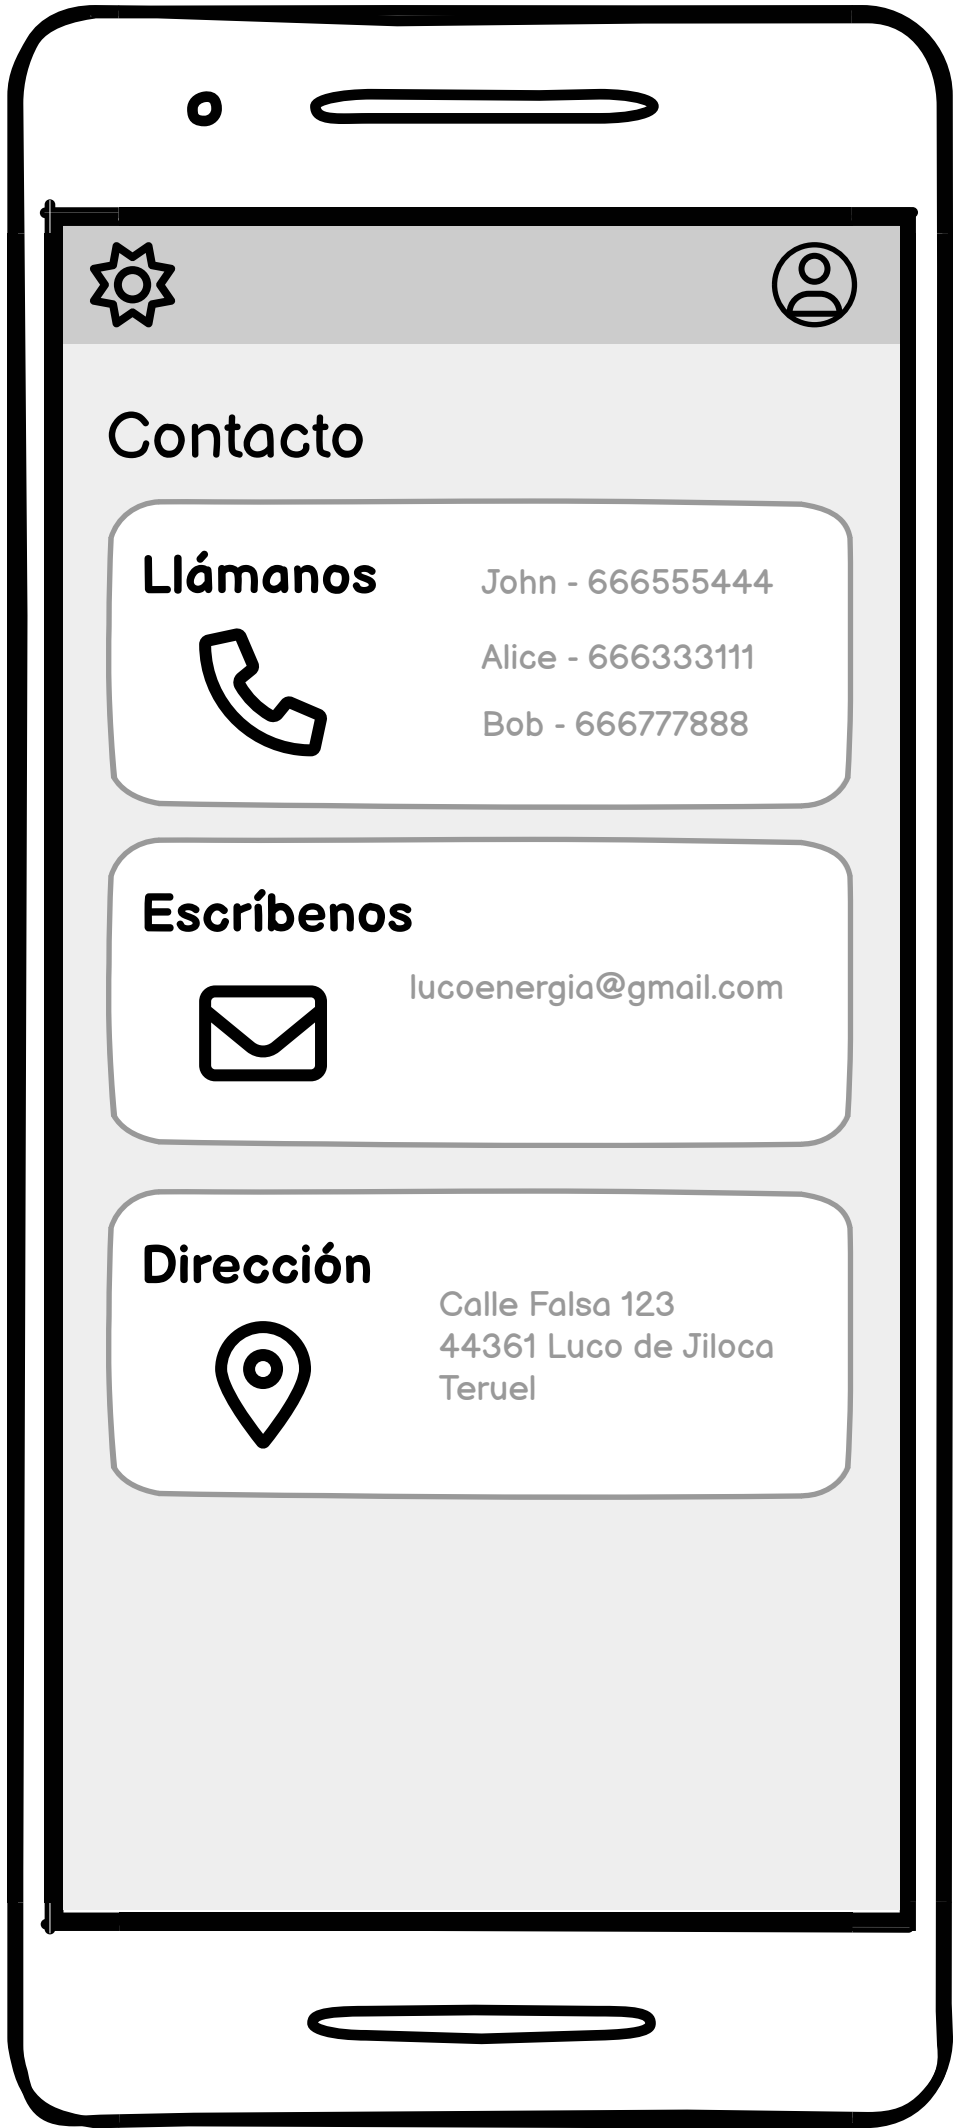 Contacto
Llámanos
John - 666555444
Alice - 666333111
Bob - 666777888
Escríbenos
lucoenergia@gmail.com
Dirección
Calle Falsa 123
44361 Luco de Jiloca
Teruel